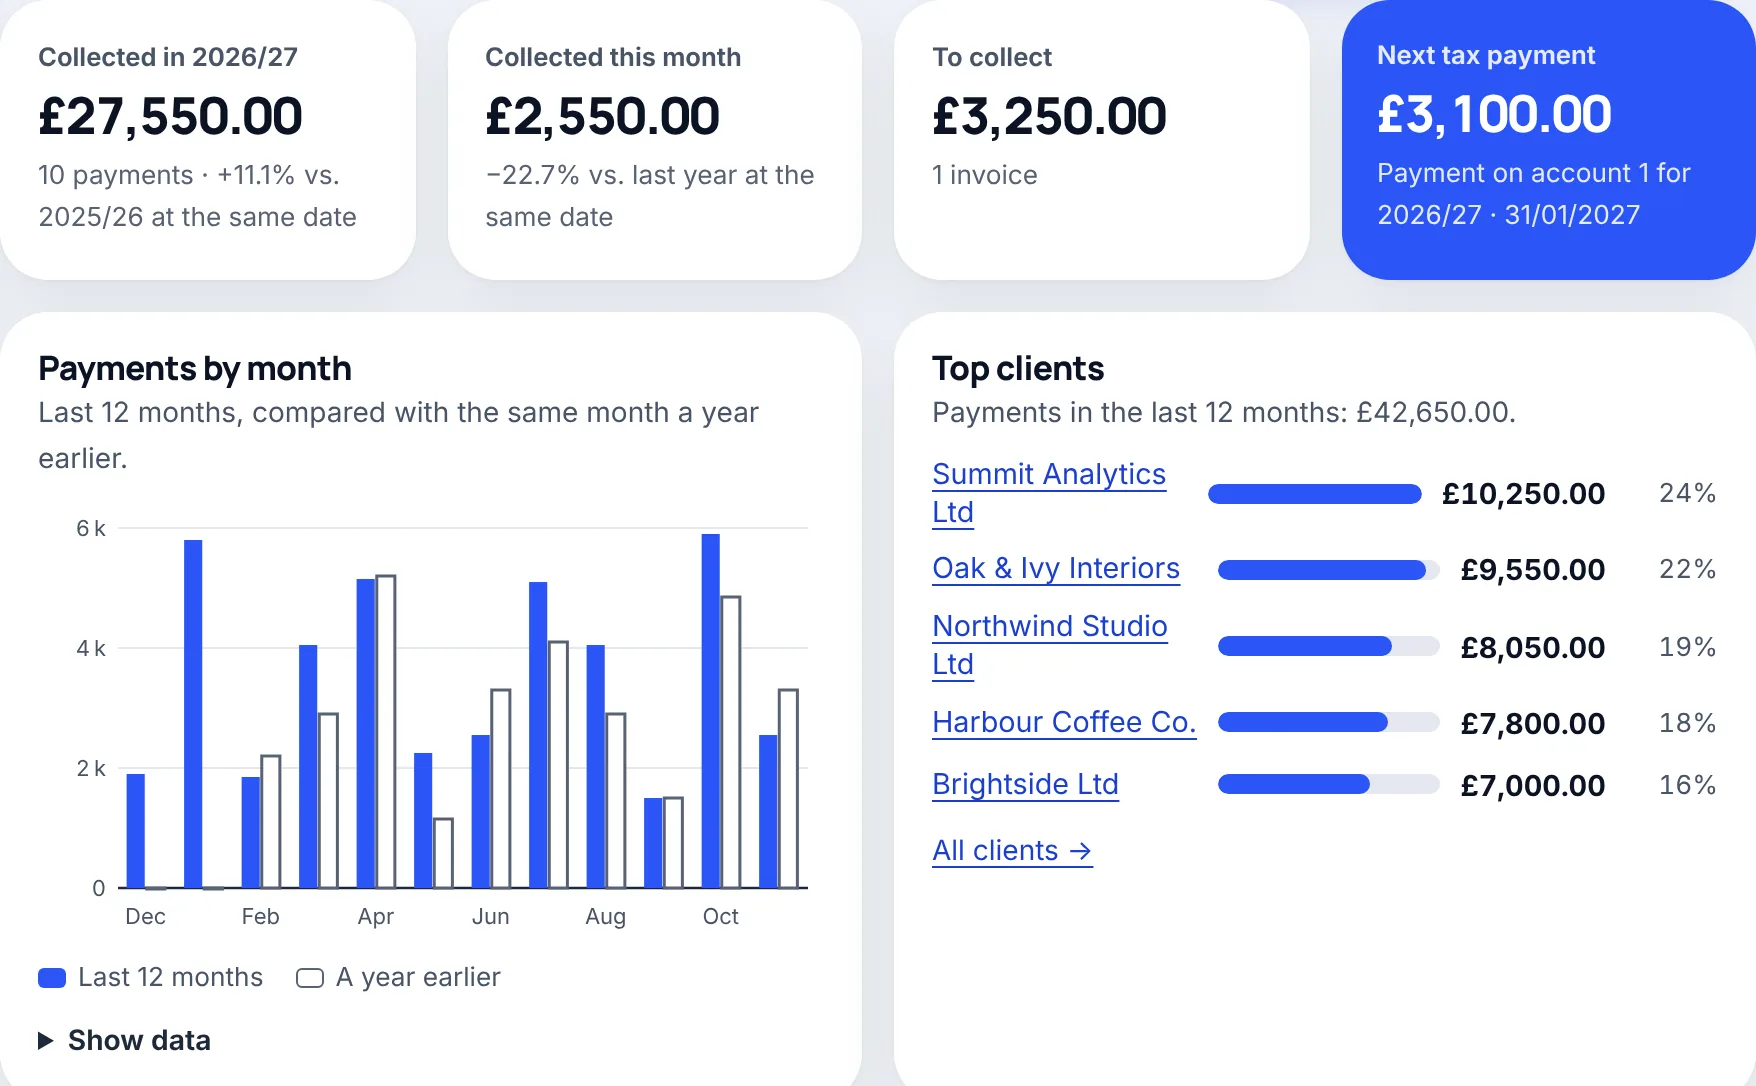 Collected in 2026/27
£27,550.00
10 payments · +11.1% vs.
2025/26 at the same date
Collected this month
£2,550.00
−22.7% vs. last year at the
same date
To collect
£3,250.00
1 invoice
Next tax payment
£3,100.00
Payment on account 1 for
2026/27 · 31/01/2027
Payments by month
Last 12 months, compared with the same month a year
earlier.
6 k
4 k
2 k
0
Dec Feb Apr Jun Aug Oct
Last 12 months A year earlier
▶ Show data
Top clients
Payments in the last 12 months: £42,650.00.
Summit Analytics
Ltd
£10,250.00 24%
Oak & Ivy Interiors £9,550.00 22%
Northwind Studio
Ltd
£8,050.00 19%
Harbour Coffee Co. £7,800.00 18%
Brightside Ltd £7,000.00 16%
All clients →